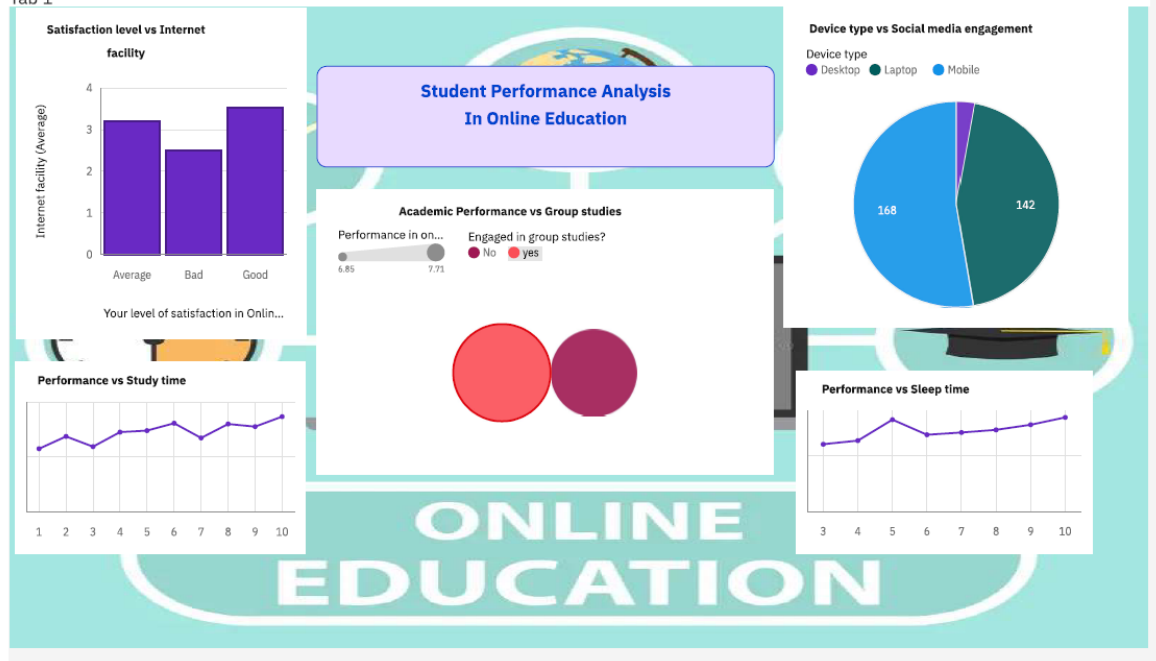 Tab 1
Satisfaction level vs Internet
facility
Internet facility (Average)
4
3
2
1
0
Average Bad Good
Your level of satisfaction in Onlin...
Student Performance Analysis
In Online Education
Device type vs Social media engagement
Device type
Desktop Laptop Mobile
168
142
Academic Performance vs Group studies
Performance in on...
6.85 7.71
Engaged in group studies?
No yes
Performance vs Study time
1 2 3 4 5 6 7 8 9 10
Performance vs Sleep time
3 4 5 6 7 8 9 10
ONLINE
EDUCATION